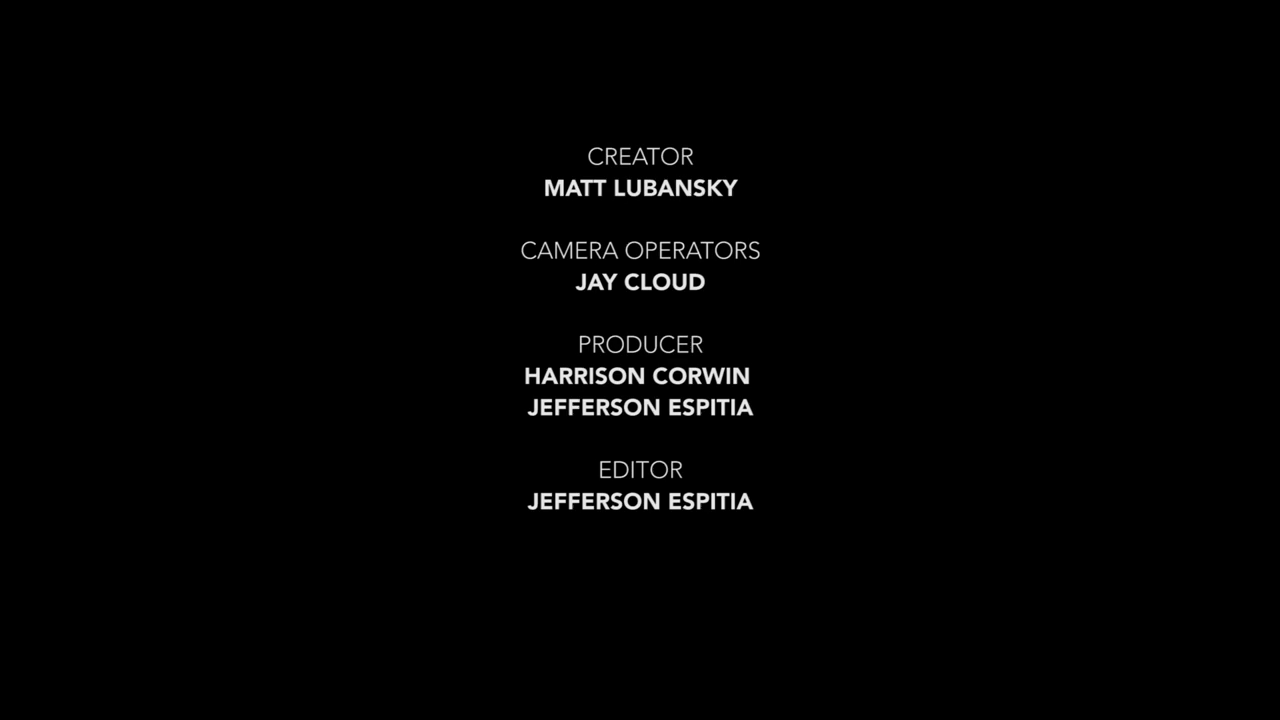 CREATOR
MATT LUBANSKY
CAMERA OPERATORS
JAY CLOUD
PRODUCER
HARRISON CORWIN
JEFFERSON ESPITIA
EDITOR
JEFFERSON ESPITIA